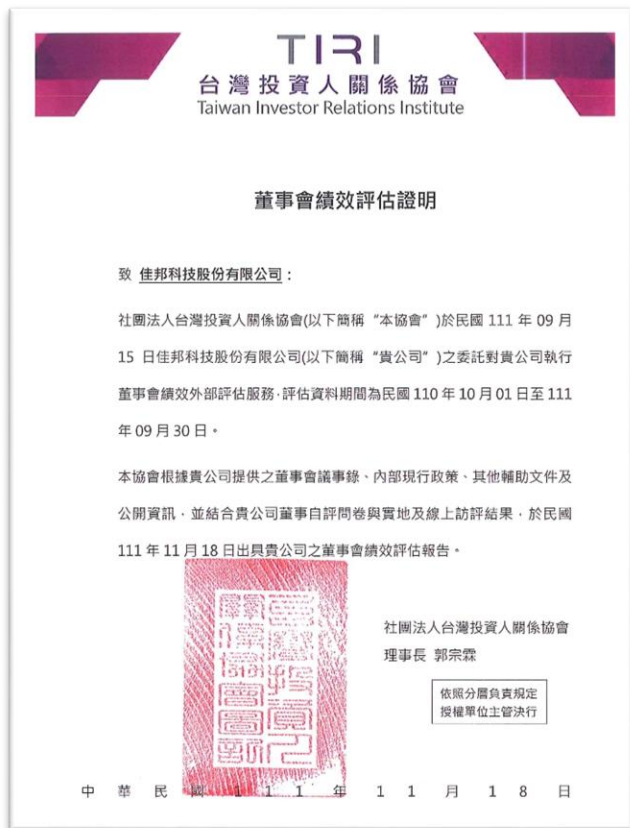 TIRI
台灣投資人關係協會
Taiwan Investor Relations Institute
董事會績效評估證明
致 佳邦科技股份有限公司：
社團法人台灣投資人關係協會(以下簡稱“本協會”)於民國 111 年 09 月
15 日佳邦科技股份有限公司(以下簡稱“貴公司”)之委託對貴公司執行
董事會績效外部評估服務，評估資料期間為民國 110 年 10 月 01 日至 111
年 09 月 30 日。
本協會根據貴公司提供之董事會議事錄、內部現行政策、其他輔助文件及
公開資訊，並結合貴公司董事自評問卷與實地及線上訪評結果，於民國
111 年 11 月 18 日出具貴公司之董事會績效評估報告。
社團法人台灣投資人關係協會
理事長 郭宗霖
依照分層負責規定
授權單位主管決行
中華民國 111 年 11 月 18 日